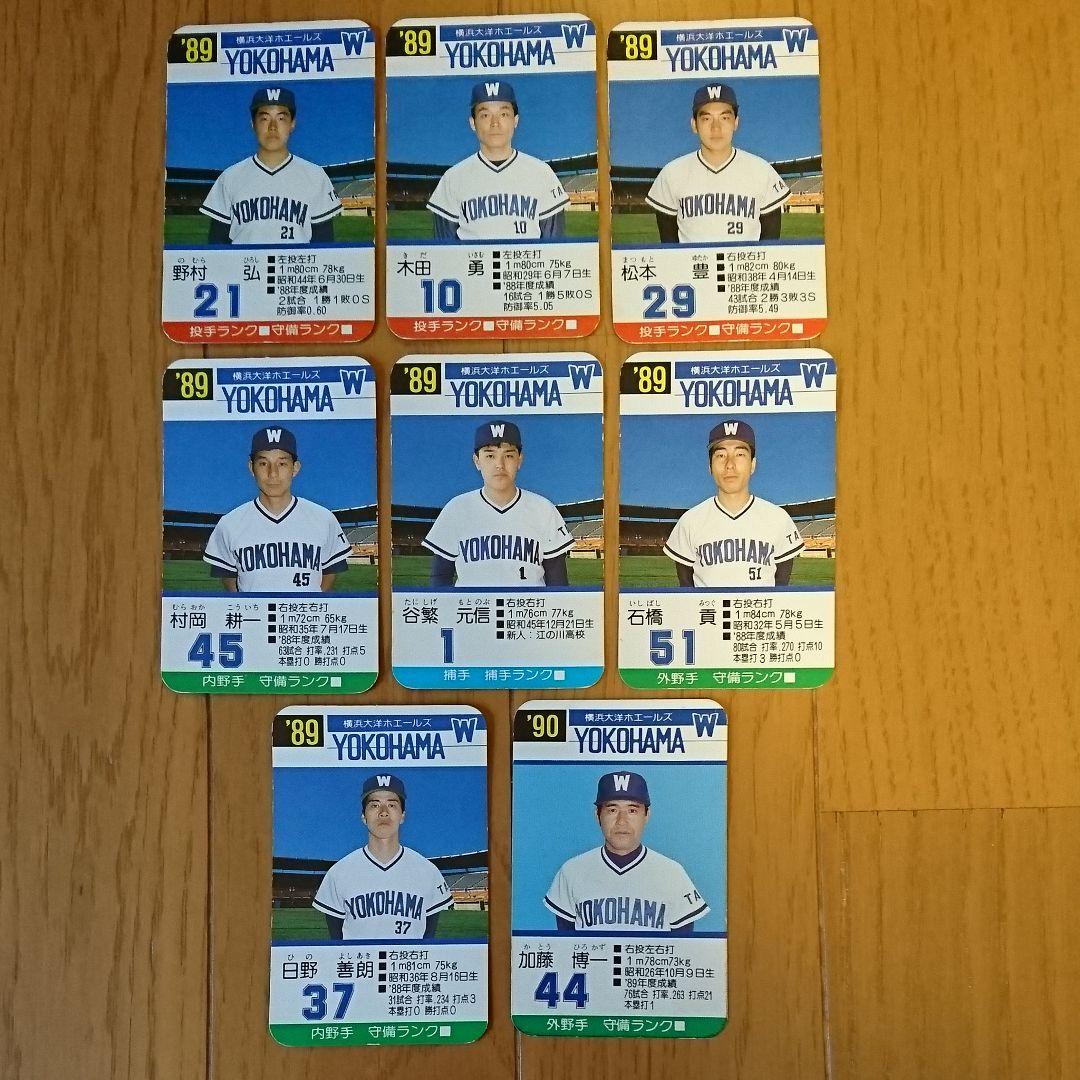 '89
横浜大洋ホエールズ
W
YOKOHAMA
W
YOKOHAMA
21
の むら ひろし
野村 弘
21
■左投左打
■1m80cm 78kg
■昭和44年6月30日生
■'88年度成績
2試合 1勝1敗0S
防御率0.60
投手ランク■守備ランク■
'89
横浜大洋ホエールズ
W
YOKOHAMA
W
YOKOHAMA
TA
10
き だ いさむ
木田 勇
10
■左投左打
■1m80cm 75kg
■昭和29年6月7日生
■'88年度成績
16試合 1勝5敗0S
防御率5.05
投手ランク■守備ランク■
'89
横浜大洋ホエールズ
W
YOKOHAMA
W
YOKOHAMA
TA
29
まつ もと ゆたか
松本 豊
29
■右投右打
■1m82cm 80kg
■昭和38年4月14日生
■'88年度成績
43試合2勝3敗3S
防御率5.49
投手ランク■守備ランク■
'89
横浜大洋ホエールズ
W
YOKOHAMA
W
YOKOHAMA
TA
45
むら おか こう いち
村岡 耕一
45
■右投左右打
■1m72cm 65kg
■昭和35年7月17日生
■'88年度成績
63試合 打率.231 打点5
本塁打0 勝打点0
内野手 守備ランク■
'89
横浜大洋ホエールズ
W
YOKOHAMA
W
YOKOHAMA
TA
1
たに しげ もと のぶ
谷繁 元信
1
■右投右打
■1m76cm 77kg
■昭和45年12月21日生
■新人:江の川高校
捕手 捕手ランク■
'89
横浜大洋ホエールズ
W
YOKOHAMA
W
YOKOHAMA
TA
51
いし ばし みつぐ
石橋 貢
51
■右投右打
■1m84cm 78kg
■昭和32年5月5日生
■'88年度成績
80試合 打率.270 打点10
本塁打3 勝打点0
外野手 守備ランク■
'89
横浜大洋ホエールズ
W
YOKOHAMA
W
YOKOHAMA
TA
37
ひ の よし あき
日野 善朗
37
■右投右打
■1m81cm 75kg
■昭和36年8月16日生
■'88年度成績
31試合 打率.234 打点3
本塁打0 勝打点0
内野手 守備ランク■
'90
横浜大洋ホエールズ
W
YOKOHAMA
W
YOKOHAMA
TA
か とう ひろ かず
加藤 博一
44
■右投左右打
■1m78cm73kg
■昭和26年10月9日生
■'89年度成績
76試合 打率.263 打点21
本塁打1
外野手 守備ランク■